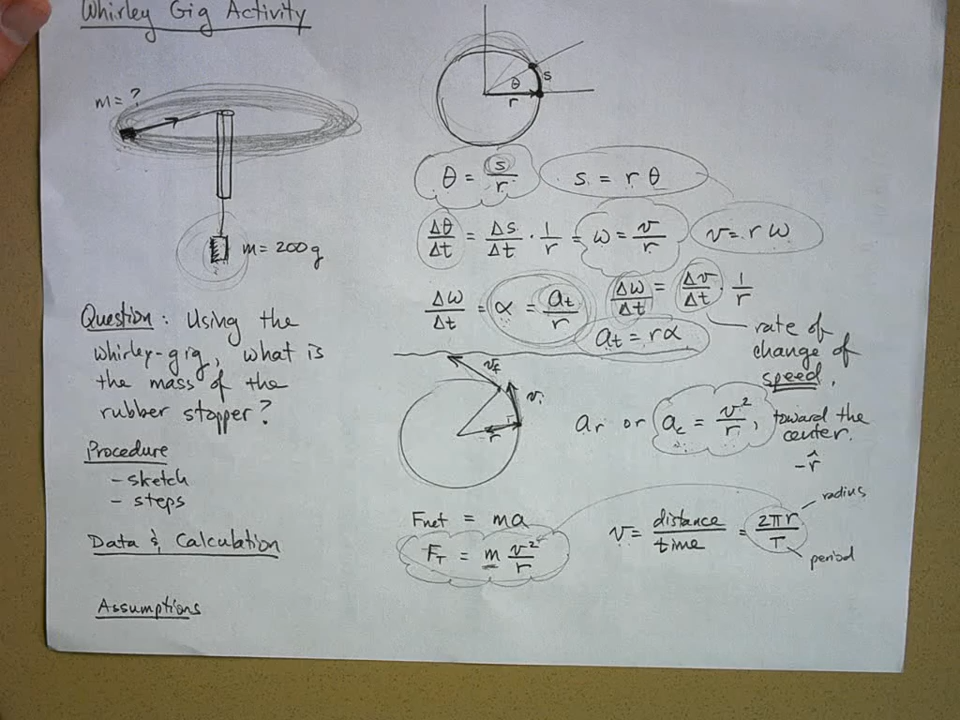 Whirley Gig Activity
m = ?
m = 200 g
Question: Using the
whirley-gig, what is
the mass of the
rubber stopper?
Procedure
- sketch
- steps
Data & Calculation
Assumptions
θ
s
r
θ = s/r
s = r θ
Δθ/Δt = Δs/Δt · 1/r = ω = v/r
v = r ω
Δω/Δt = α = at/r
Δω/Δt = Δv/Δt · 1/r
at = rα
rate of
change of
speed.
vf
vi
r
ar or ac = v²/r, toward the
center.
- r̂
Fnet = ma
FT = m v²/r
v = distance/time = 2πr/T
radius
period